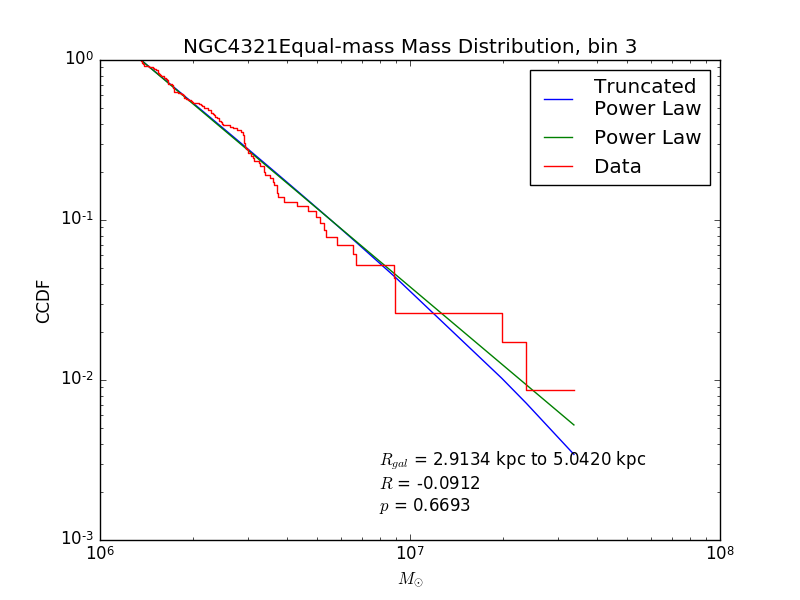 NGC4321Equal-mass Mass Distribution, bin 3
10⁰
10⁻¹
10⁻²
10⁻³
CCDF
Truncated
Power Law
Power Law
Data
R_gal = 2.9134 kpc to 5.0420 kpc
R = -0.0912
p = 0.6693
10⁶ 10⁷ 10⁸
M_⊙